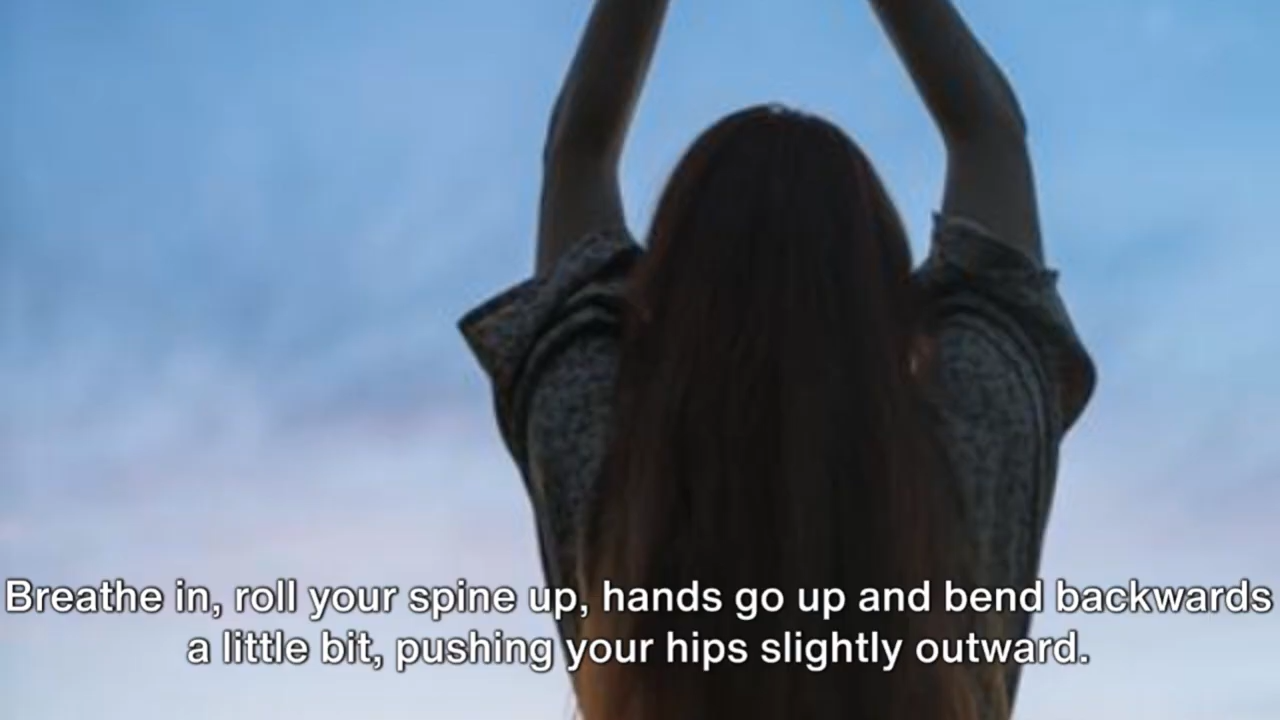 Breathe in, roll your spine up, hands go up and bend backwards
a little bit, pushing your hips slightly outward.